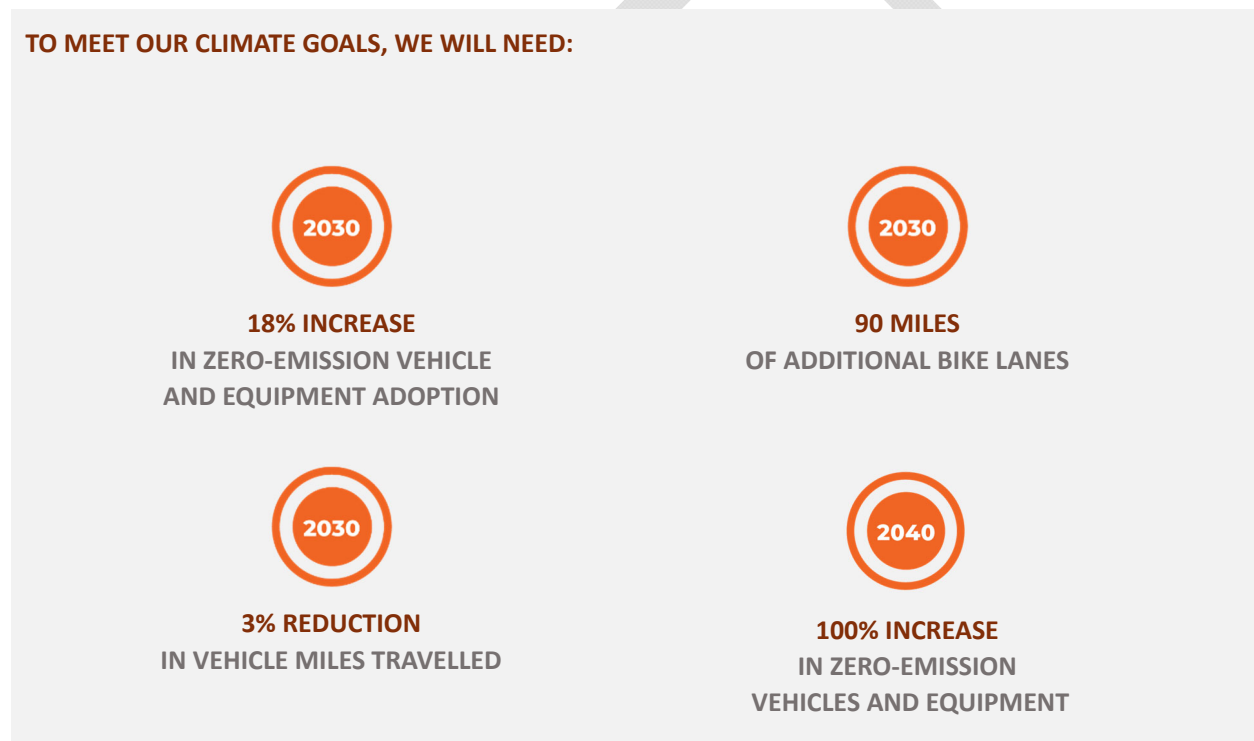 TO MEET OUR CLIMATE GOALS, WE WILL NEED:
2030
18% INCREASE
IN ZERO-EMISSION VEHICLE
AND EQUIPMENT ADOPTION
2030
90 MILES
OF ADDITIONAL BIKE LANES
2030
3% REDUCTION
IN VEHICLE MILES TRAVELLED
2040
100% INCREASE
IN ZERO-EMISSION
VEHICLES AND EQUIPMENT